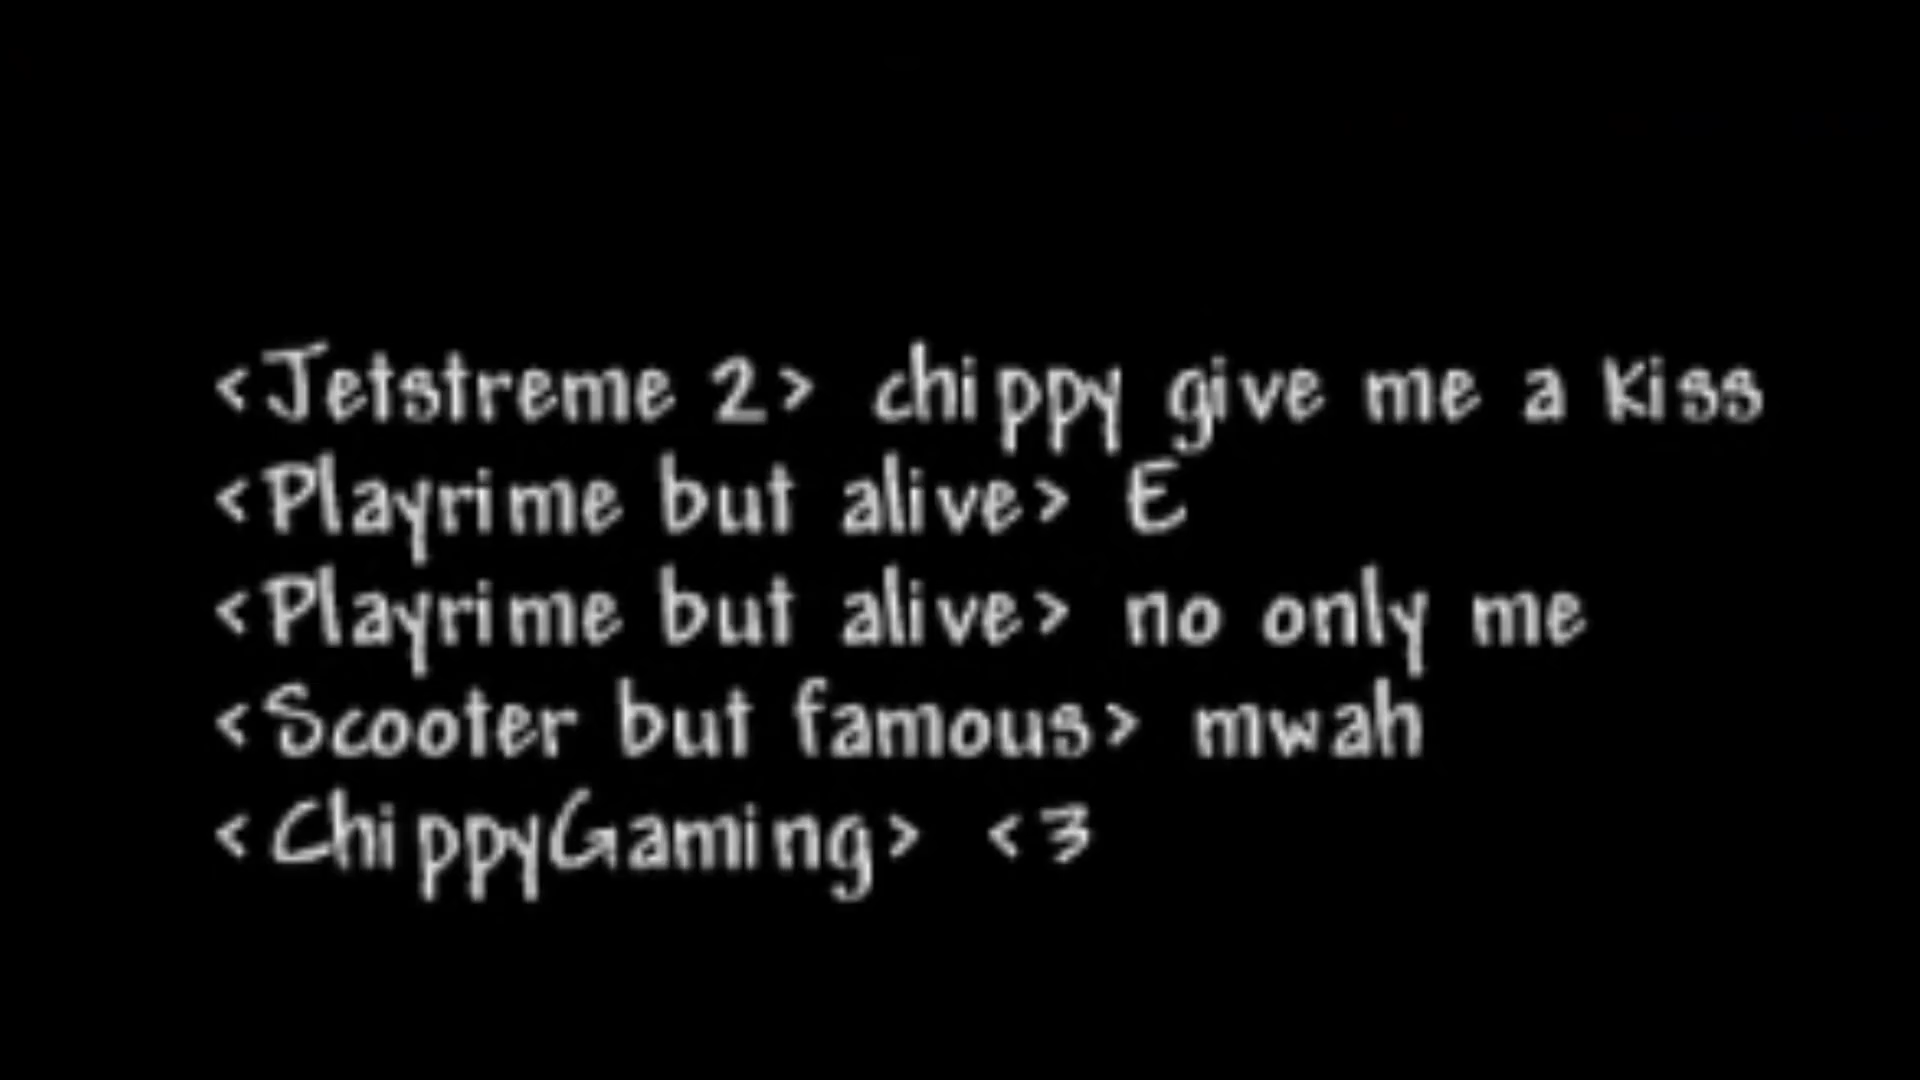 <Jetstreme 2> chippy give me a kiss
<Playrime but alive> E
<Playrime but alive> no only me
<Scooter but famous> mwah
<ChippyGaming> <3